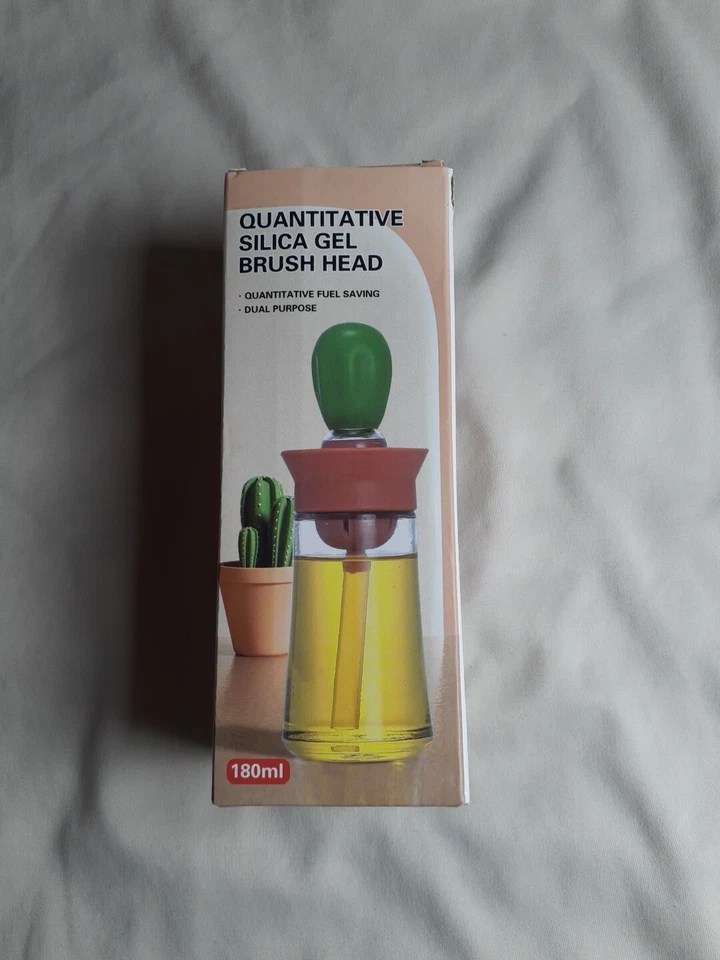 QUANTITATIVE
SILICA GEL
BRUSH HEAD
· QUANTITATIVE FUEL SAVING
· DUAL PURPOSE
180ml